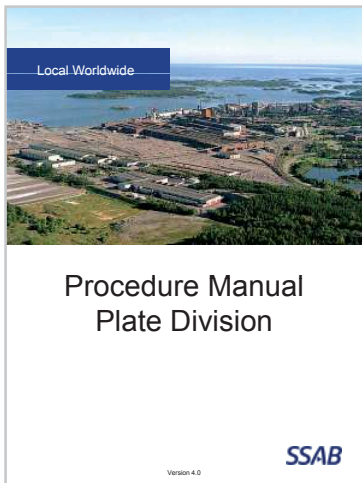 Local Worldwide
Procedure Manual
Plate Division
SSAB
Version 4.0